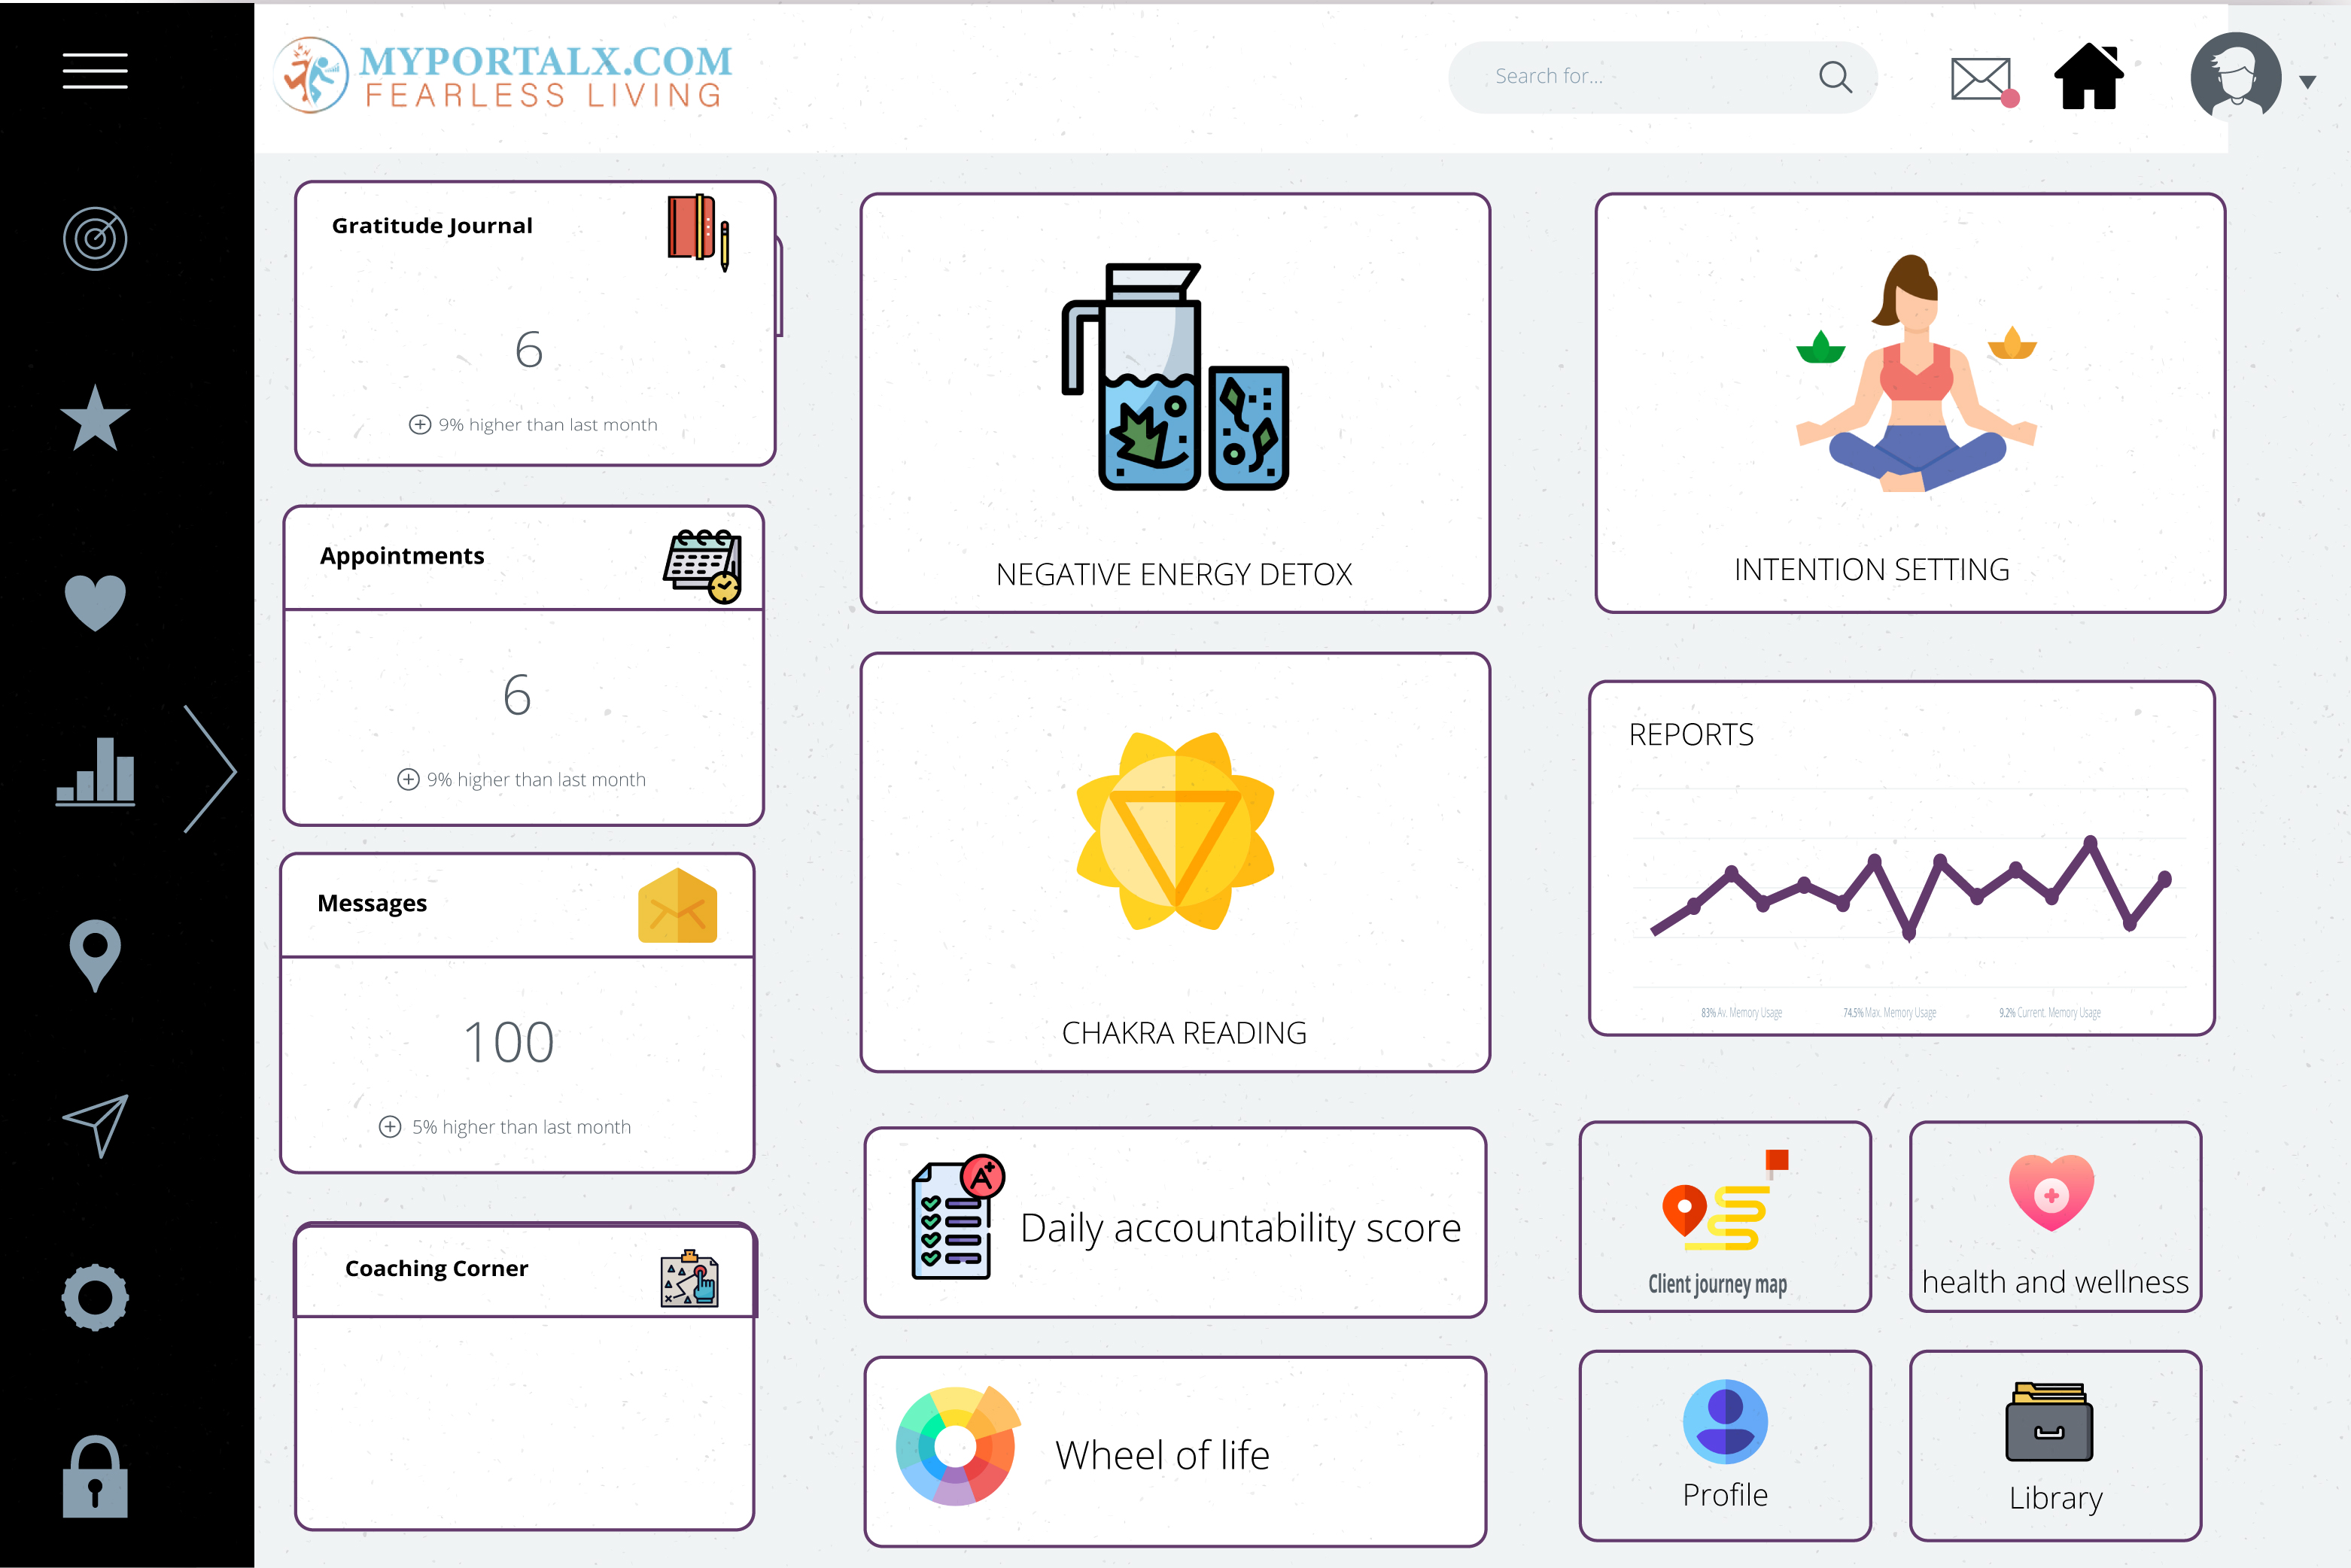 MYPORTALX.COM
FEARLESS LIVING
Search for...
Gratitude Journal
6
9% higher than last month
Appointments
6
9% higher than last month
Messages
100
5% higher than last month
Coaching Corner
NEGATIVE ENERGY DETOX
CHAKRA READING
A+
Daily accountability score
Wheel of life
INTENTION SETTING
REPORTS
83% Av. Memory Usage
74.5% Max. Memory Usage
9.2% Current. Memory Usage
Client journey map
health and wellness
Profile
Library